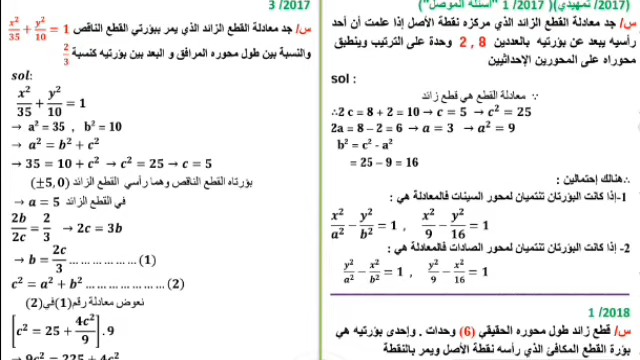 (2017/ تمهيدي)( 2017/ 1 "اسئلة الموصل")
س/ جد معادلة القطع الزائد الذي مركزه نقطة الأصل إذا علمت أن أحد
رأسيه يبعد عن بؤرتيه بالعددين 8 , 2 وحدة على الترتيب وينطبق
محوراه على المحورين الإحداثيين
sol :
∵ معادلة القطع هي قطع زائد
∴2 c = 8 + 2 = 10 → c = 5 → c² = 25
2a = 8 – 2 = 6 → a = 3 → a² = 9
b² = c² - a²
= 25 – 9 = 16
∴هنالك إحتمالين :
1-إذا كانت البؤرتان تنتميان لمحور السينات فالمعادلة هي :
x²/a² − y²/b² = 1 , x²/9 − y²/16 = 1
2- إذا كانت البؤرتان تنتميان لمحور الصادات فالمعادلة هي :
y²/a² − x²/b² = 1 , y²/9 − x²/16 = 1
2018/ 1
س/ قطع زائد طول محوره الحقيقي (6) وحدات . وإحدى بؤرتيه هي
بؤرة القطع المكافئ الذي رأسه نقطة الأصل ويمر بالنقطة
2017/ 3
س/ جد معادلة القطع الزائد الذي يمر ببؤرتي القطع الناقص x²/35 + y²/10 = 1
والنسبة بين طول محوره المرافق و البعد بين بؤرتيه كنسبة 2/3
sol:
x²/35 + y²/10 = 1
→ a² = 35 , b² = 10
→ a² = b² + c²
→ 35 = 10 + c² → c² = 25 → c = 5
بؤرتاه القطع الناقص وهما رأسي القطع الزائد (±5, 0)
→ a = 5 في القطع الزائد
2b/2c = 2/3 → 2c = 3b
→ b = 2c/3 … … … … … … (1)
c² = a² + b² … … … … … … … (2)
نعوض معادلة رقم(1)في(2)
[c² = 25 + 4c²/9] .9
→ 9c² = 225 + 4c²